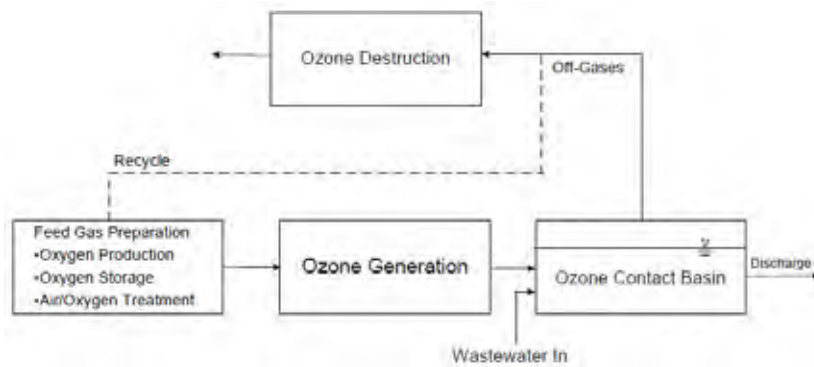 Ozone Destruction
Off-Gases
Recycle
Feed Gas Preparation
•Oxygen Production
•Oxygen Storage
•Air/Oxygen Treatment
Ozone Generation
Ozone Contact Basin
Discharge
Wastewater In